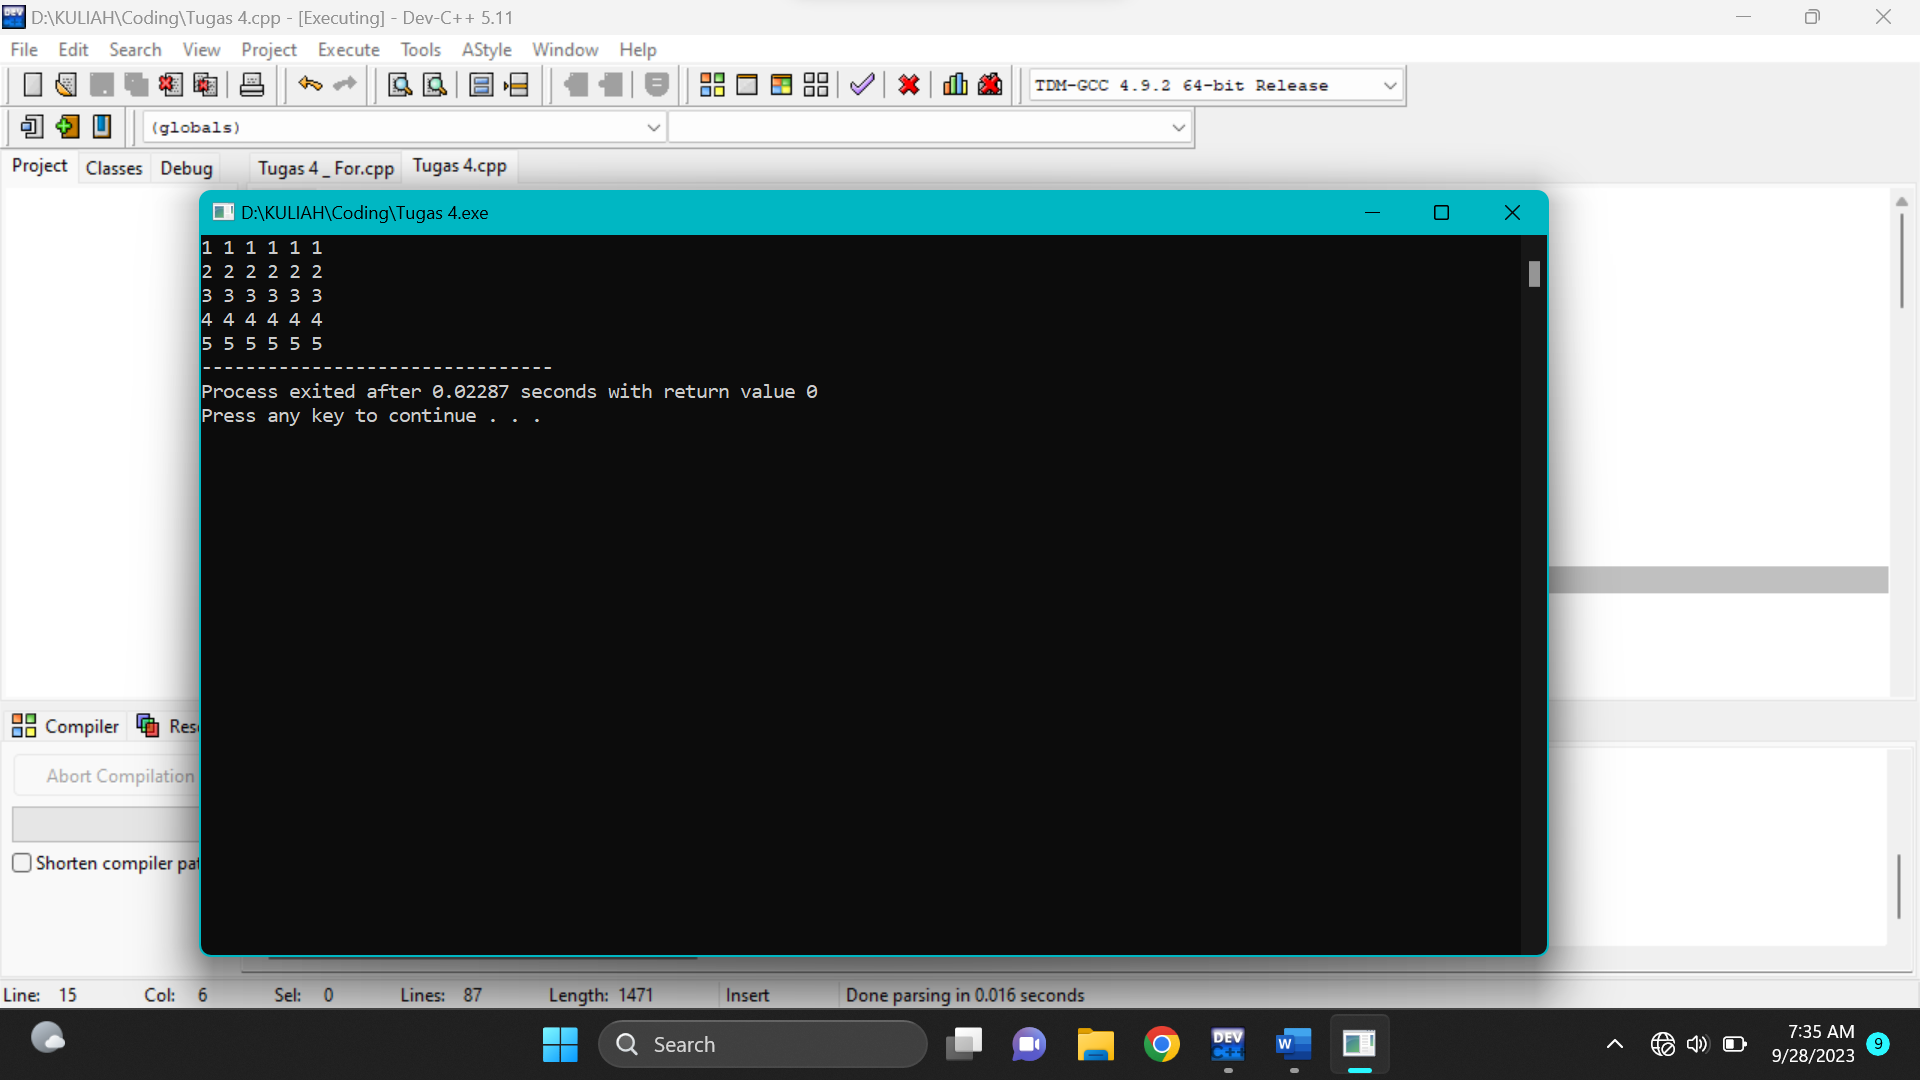 D:\KULIAH\Coding\Tugas 4.cpp - [Executing] - Dev-C++ 5.11
File Edit Search View Project Execute Tools AStyle Window Help
TDM-GCC 4.9.2 64-bit Release
(globals)
Project Classes Debug Tugas 4 _ For.cpp Tugas 4.cpp
D:\KULIAH\Coding\Tugas 4.exe
1 1 1 1 1 1
2 2 2 2 2 2
3 3 3 3 3 3
4 4 4 4 4 4
5 5 5 5 5 5
--------------------------------
Process exited after 0.02287 seconds with return value 0
Press any key to continue . . .
Compiler
Abort Compilation
Shorten compiler
Line: 15 Col: 6 Sel: 0 Lines: 87 Length: 1471 Insert Done parsing in 0.016 seconds
Search
DEV C++
W
7:35 AM
9/28/2023
9